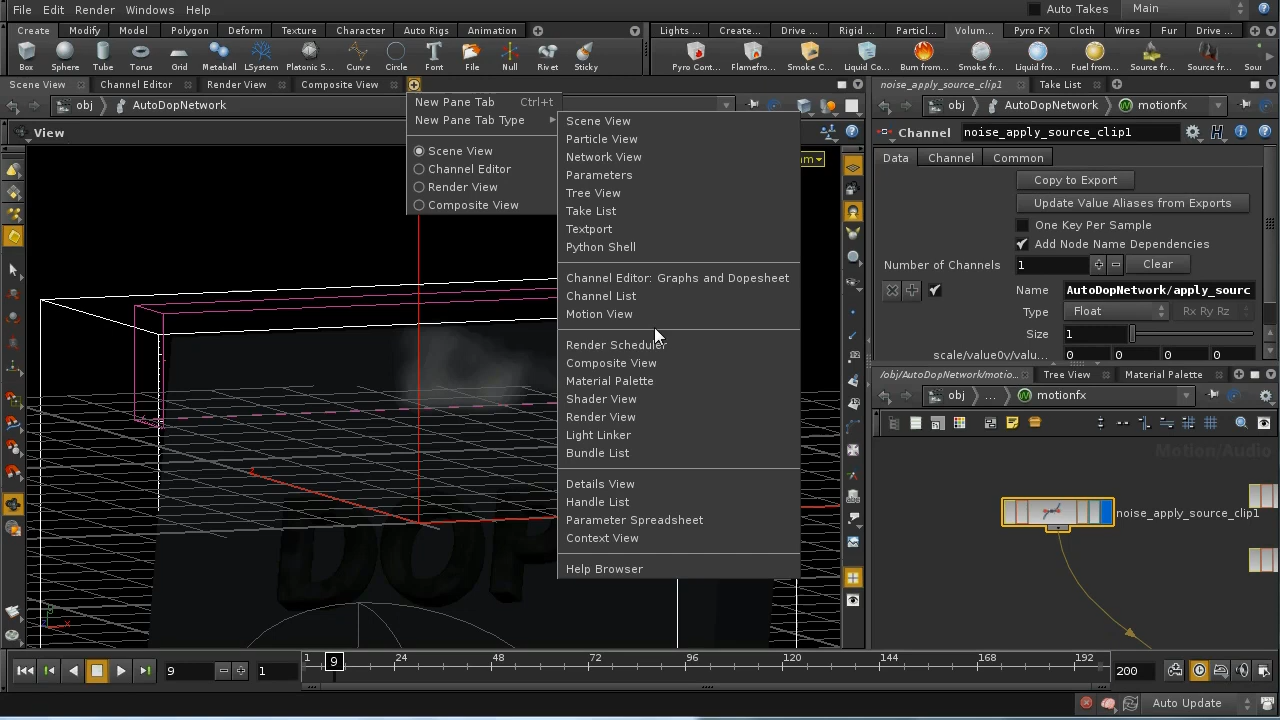 File Edit Render Windows Help
Auto Takes Main
Create Modify Model Polygon Deform Texture Character Auto Rigs Animation
Lights ... Create... Drive ... Rigid ... Particl... Volum... Pyro FX Cloth Wires Fur Drive ...
Box Sphere Tube Torus Grid Metaball LSystem Platonic S... Curve Circle Font File Null Rivet Sticky
Pyro Cont... Flamefro... Smoke C... Liquid Co... Burn from... Smoke fr... Liquid fro... Fuel from... Source fr... Sour
Scene View Channel Editor Render View Composite View
noise_apply_source_clip1 Take List
obj AutoDopNetwork
obj AutoDopNetwork motionfx
View
New Pane Tab Ctrl+t
New Pane Tab Type
Scene View
Channel Editor
Render View
Composite View
Scene View
Particle View
Network View
Parameters
Tree View
Take List
Textport
Python Shell
Channel Editor: Graphs and Dopesheet
Channel List
Motion View
Render Scheduler
Composite View
Material Palette
Shader View
Render View
Light Linker
Bundle List
Details View
Handle List
Parameter Spreadsheet
Context View
Help Browser
Channel noise_apply_source_clip1
Data Channel Common
Copy to Export
Update Value Aliases from Exports
One Key Per Sample
Add Node Name Dependencies
Number of Channels 1 Clear
Name AutoDopNetwork/apply_sourc
Type Float Rx Ry Rz
Size 1
scale/value0v/valu... 0 0 0 0
/obj/AutoDopNetwork/motio... Tree View Material Palette
obj ... motionfx
Motion/Audio
noise_apply_source_clip1
DOP
9 1
1 9 24 48 72 96 120 144 168 192
200
Auto Update